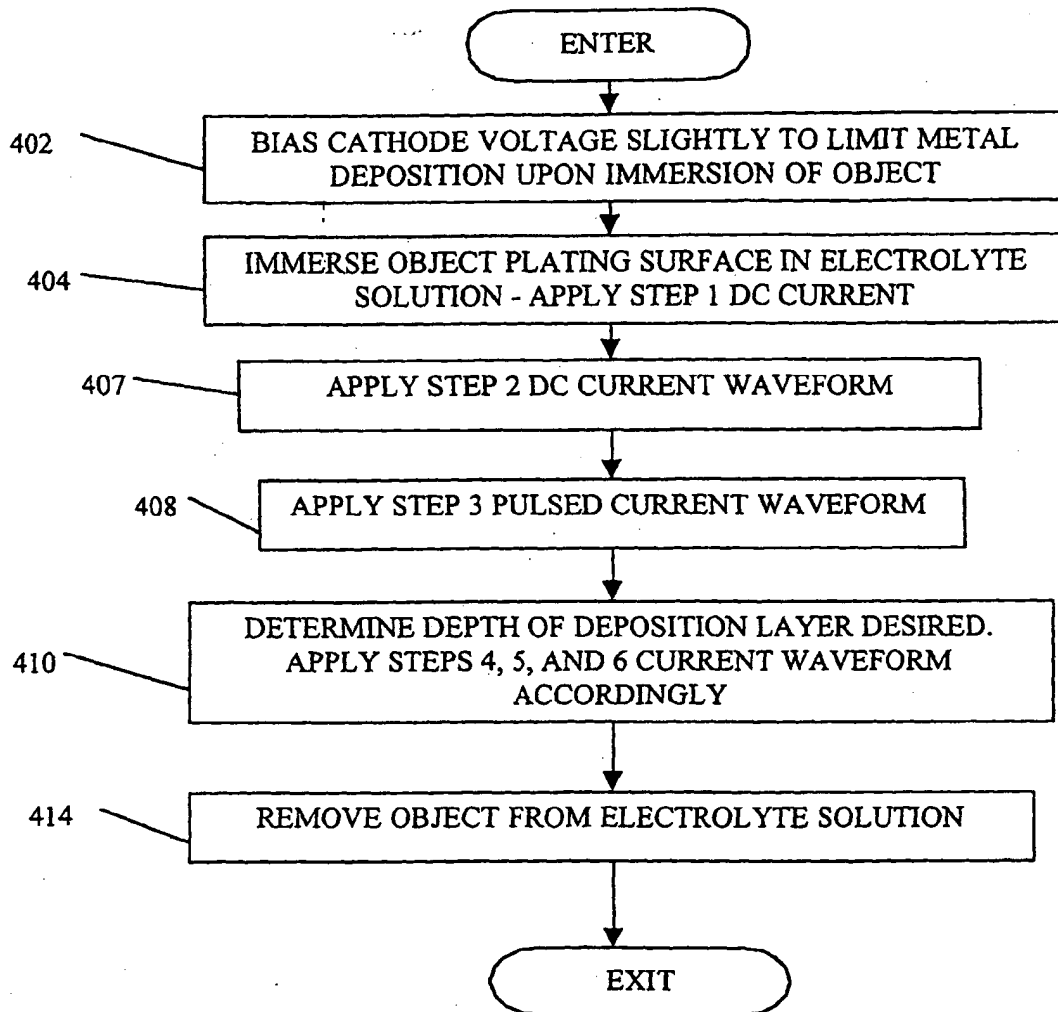 ENTER
402
BIAS CATHODE VOLTAGE SLIGHTLY TO LIMIT METAL
DEPOSITION UPON IMMERSION OF OBJECT
404
IMMERSE OBJECT PLATING SURFACE IN ELECTROLYTE
SOLUTION - APPLY STEP 1 DC CURRENT
407
APPLY STEP 2 DC CURRENT WAVEFORM
408
APPLY STEP 3 PULSED CURRENT WAVEFORM
410
DETERMINE DEPTH OF DEPOSITION LAYER DESIRED.
APPLY STEPS 4, 5, AND 6 CURRENT WAVEFORM
ACCORDINGLY
414
REMOVE OBJECT FROM ELECTROLYTE SOLUTION
EXIT